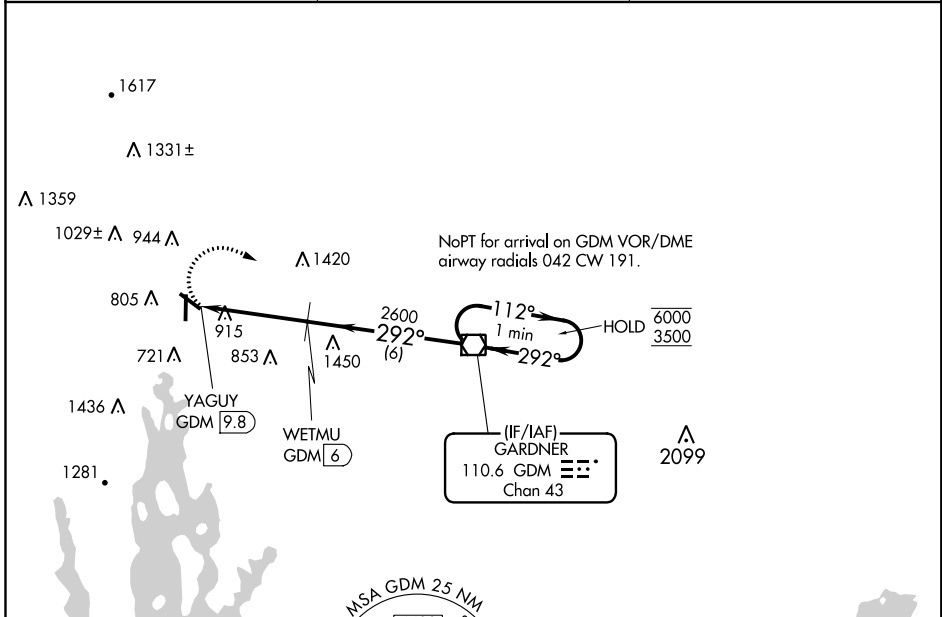 1617
1331±
1359
1029±
944
1420
NoPT for arrival on GDM VOR/DME
airway radials 042 CW 191.
805
915
2600
292°
(6)
112°
1 min
292°
HOLD
6000
3500
721
853
1450
1436
YAGUY
GDM 9.8
WETMU
GDM 6
(IF/IAF)
GARDNER
110.6 GDM
Chan 43
2099
1281
MSA GDM 25 NM